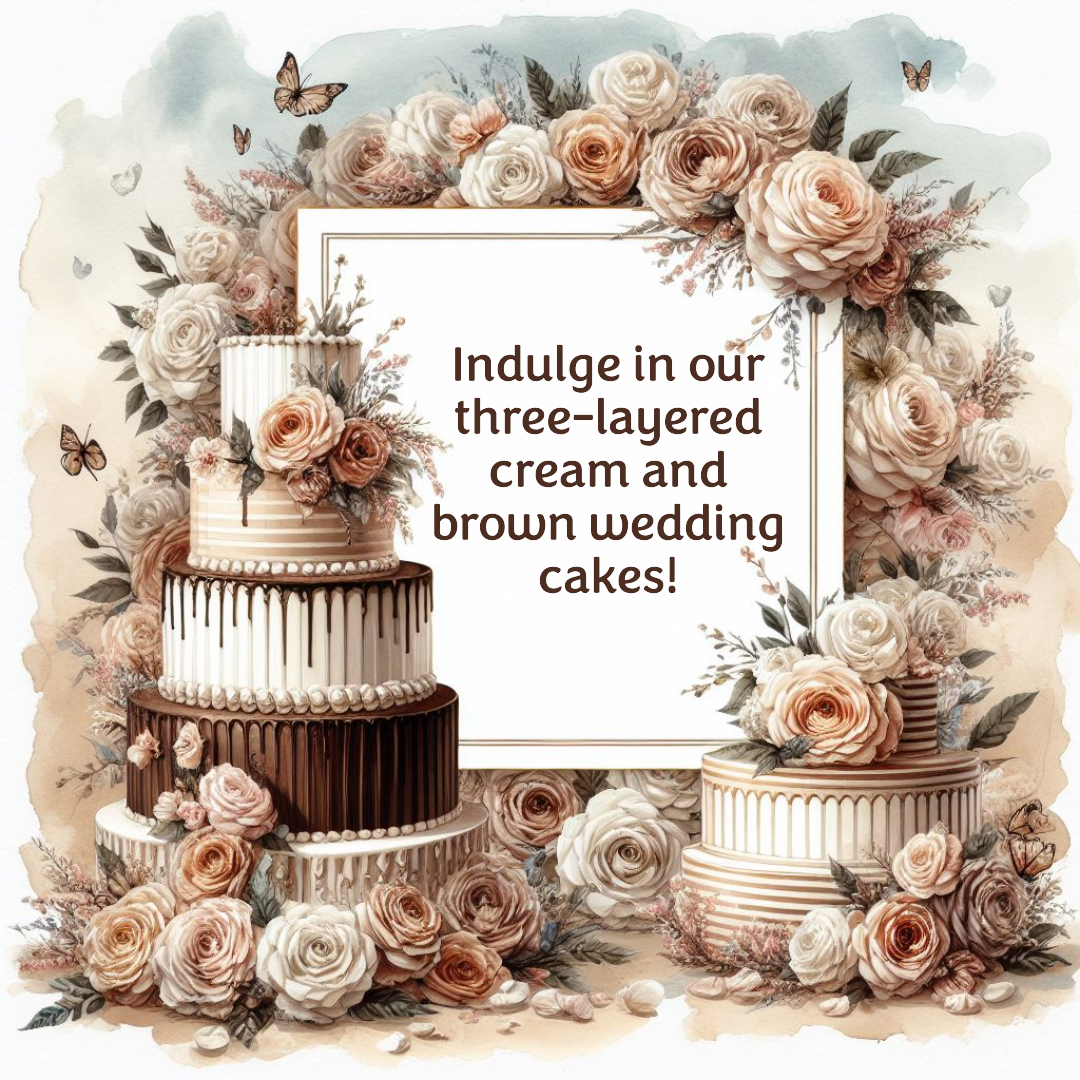 Indulge in our
three-layered
cream and
brown wedding
cakes!